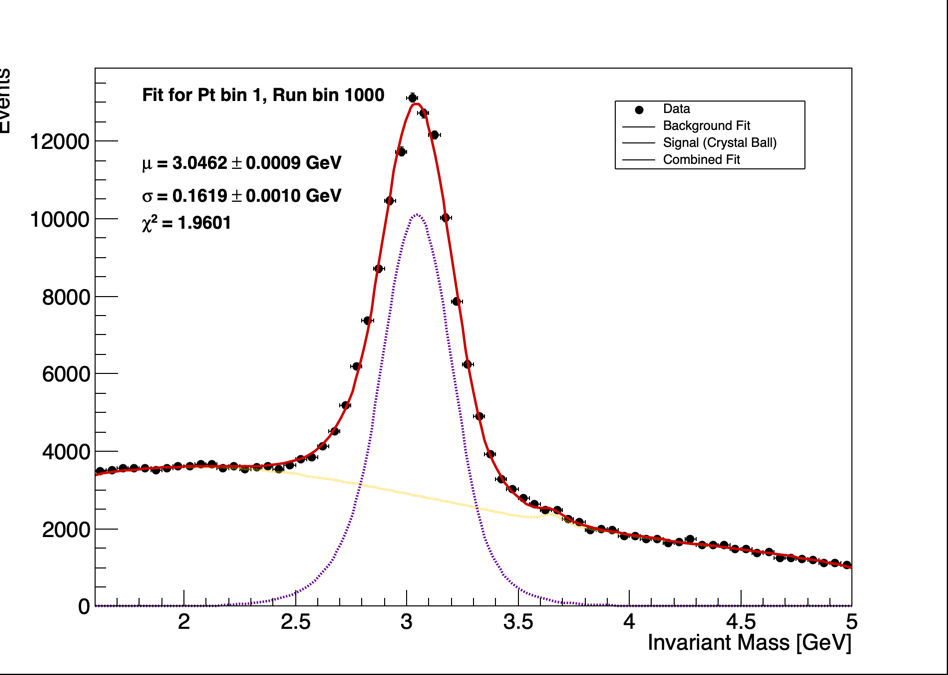 Events
Fit for Pt bin 1, Run bin 1000
μ = 3.0462 ± 0.0009 GeV
σ = 0.1619 ± 0.0010 GeV
χ² = 1.9601
Data
Background Fit
Signal (Crystal Ball)
Combined Fit
12000
10000
8000
6000
4000
2000
0
2 2.5 3 3.5 4 4.5 5
Invariant Mass [GeV]